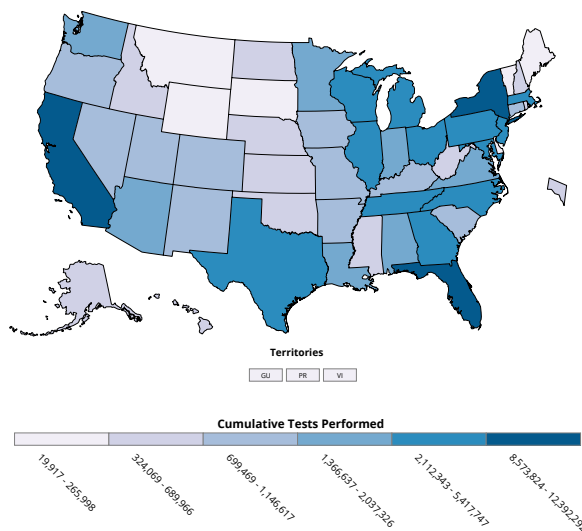 Territories
GU PR VI
Cumulative Tests Performed
19,917 - 265,998
324,069 - 689,966
699,469 - 1,146,617
1,366,637 - 2,037,326
2,112,343 - 5,417,747
8,573,824 - 12,392,292